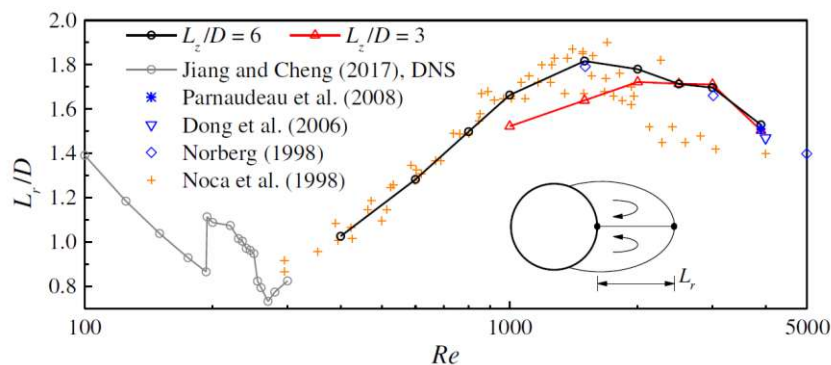 L_z/D = 6
L_z/D = 3
Jiang and Cheng (2017), DNS
Parnaudeau et al. (2008)
Dong et al. (2006)
Norberg (1998)
Noca et al. (1998)
2.0
1.8
1.6
1.4
1.2
1.0
0.8
L_r/D
L_r
100
1000
5000
Re